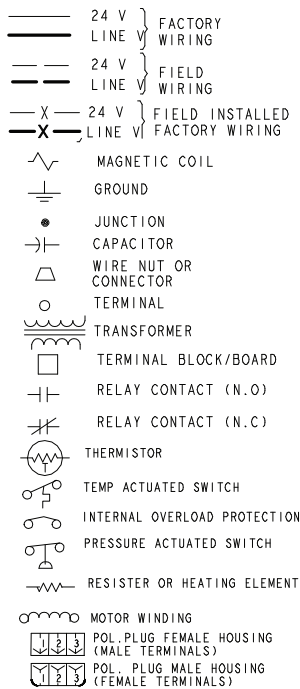 24 V
LINE V
FACTORY
WIRING
24 V
LINE V
FIELD
WIRING
X 24 V
X LINE V
FIELD INSTALLED
FACTORY WIRING
MAGNETIC COIL
GROUND
JUNCTION
CAPACITOR
WIRE NUT OR
CONNECTOR
TERMINAL
TRANSFORMER
TERMINAL BLOCK/BOARD
RELAY CONTACT (N.O)
RELAY CONTACT (N.C)
T
THERMISTOR
TEMP ACTUATED SWITCH
INTERNAL OVERLOAD PROTECTION
PRESSURE ACTUATED SWITCH
RESISTER OR HEATING ELEMENT
MOTOR WINDING
1 2 3
POL.PLUG FEMALE HOUSING
(MALE TERMINALS)
1 2 3
POL. PLUG MALE HOUSING
(FEMALE TERMINALS)